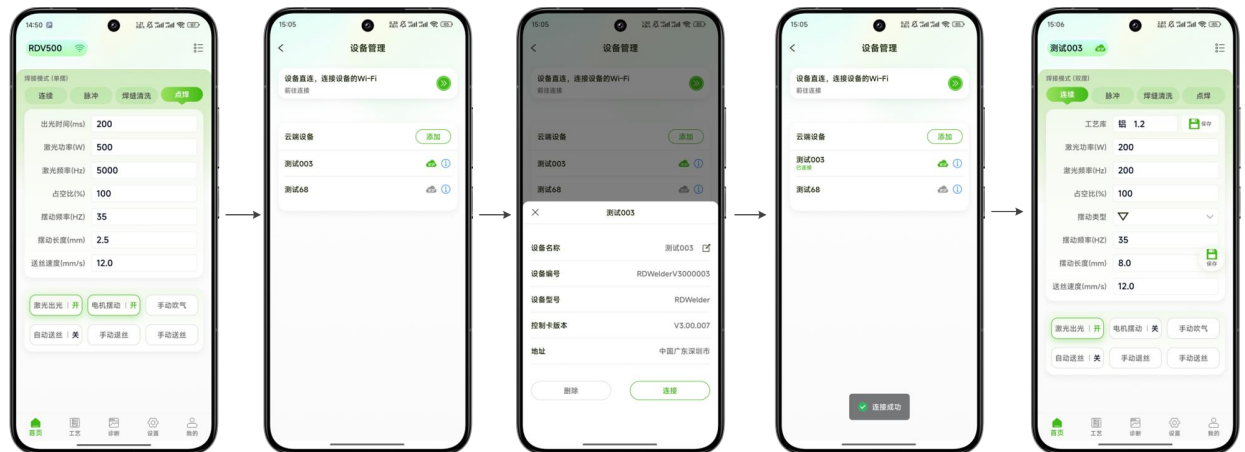 14:50
RDV500
焊接模式 (单摆)
连续 脉冲 焊缝清洗 点焊
出光时间(ms) 200
激光功率(W) 500
激光频率(Hz) 5000
占空比(%) 100
摆动频率(HZ) 35
摆动长度(mm) 2.5
送丝速度(mm/s) 12.0
激光出光 | 开 电机摆动 | 开 手动吹气
自动送丝 | 关 手动退丝 手动送丝
首页 工艺 诊断 设置 我的
15:05
设备管理
设备直连，连接设备的Wi-Fi
前往连接
云端设备 添加
测试003
测试68
15:05
设备管理
设备直连，连接设备的Wi-Fi
前往连接
云端设备 添加
测试003
测试68
测试003
设备名称 测试003
设备编号 RDWelderV3000003
设备型号 RDWelder
控制卡版本 V3.00.007
地址 中国广东深圳市
删除 连接
15:05
设备管理
设备直连，连接设备的Wi-Fi
前往连接
云端设备 添加
测试003
已连接
测试68
连接成功
15:06
测试003
焊接模式 (双摆)
连续 脉冲 焊缝清洗 点焊
工艺库 铝 1.2 保存
激光功率(W) 200
激光频率(Hz) 200
占空比(%) 100
摆动类型
摆动频率(HZ) 35
摆动长度(mm) 8.0 保存
送丝速度(mm/s) 12.0
激光出光 | 开 电机摆动 | 关 手动吹气
自动送丝 | 关 手动退丝 手动送丝
首页 工艺 诊断 设置 我的